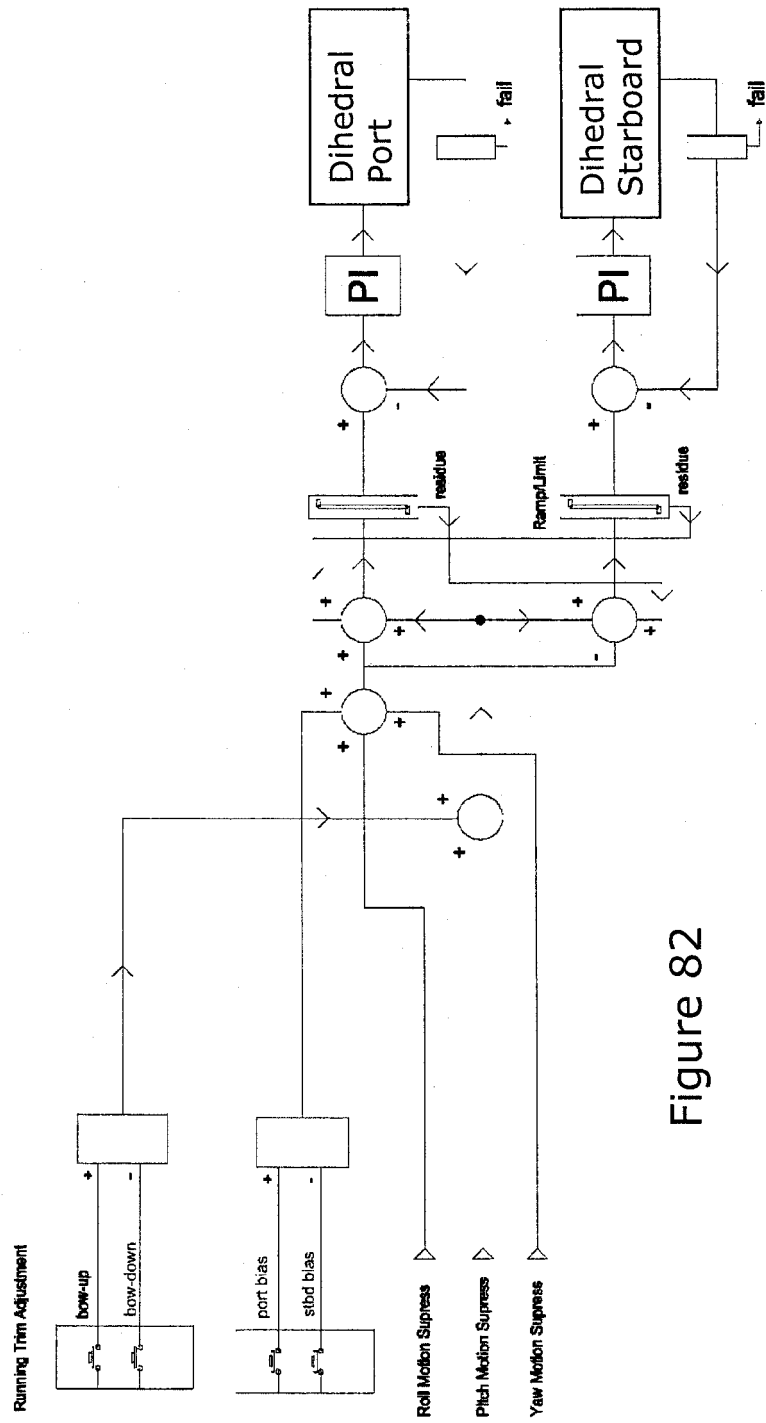 Running Trim Adjustment
bow-up
+
bow-down
-
port bias
+
stbd bias
-
Roll Motion Supress
Pitch Motion Supress
Yaw Motion Supress
+
+
+
+
+
+
+
+
-
+
+
residue
Ramp/Limit
residue
+
-
+
-
PI
PI
Dihedral
Port
Dihedral
Starboard
fail
fail
Figure 82